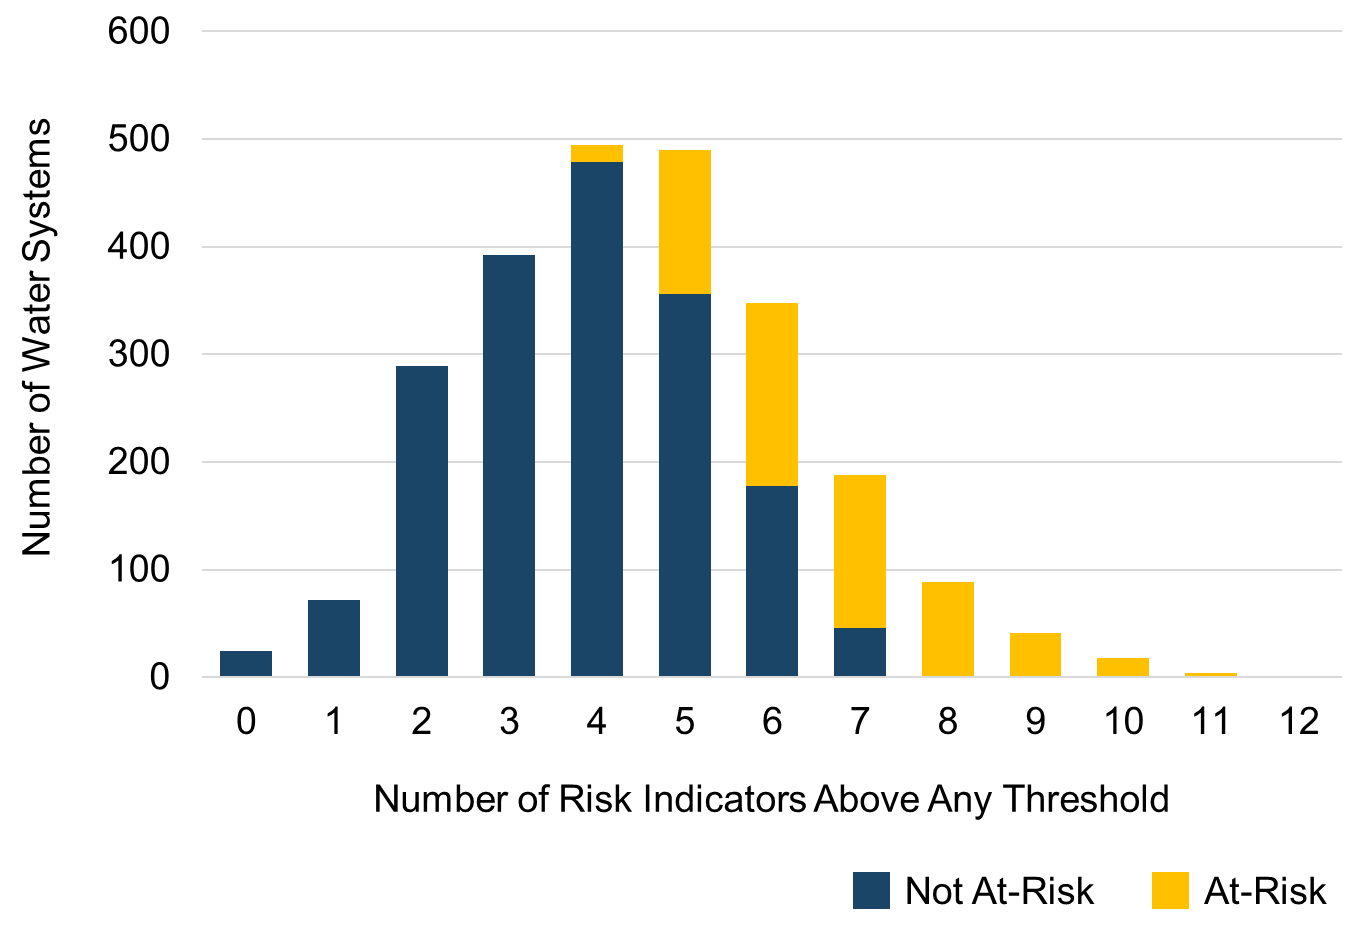 600
500
400
300
200
100
0
Number of Water Systems
0 1 2 3 4 5 6 7 8 9 10 11 12
Number of Risk Indicators Above Any Threshold
Not At-Risk At-Risk